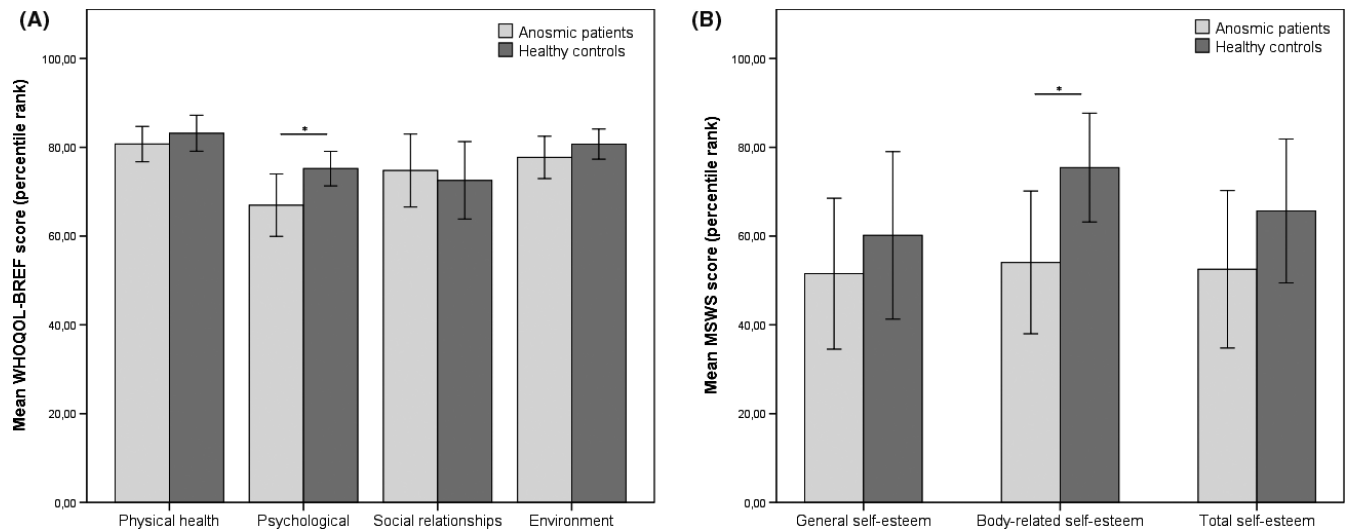 (A)
Anosmic patients
Healthy controls
Mean WHOQOL-BREF score (percentile rank)
100,00
80,00
60,00
40,00
20,00
0,00
*
Physical health
Psychological
Social relationships
Environment
(B)
Anosmic patients
Healthy controls
Mean MSWS score (percentile rank)
100,00
80,00
60,00
40,00
20,00
0,00
*
General self-esteem
Body-related self-esteem
Total self-esteem